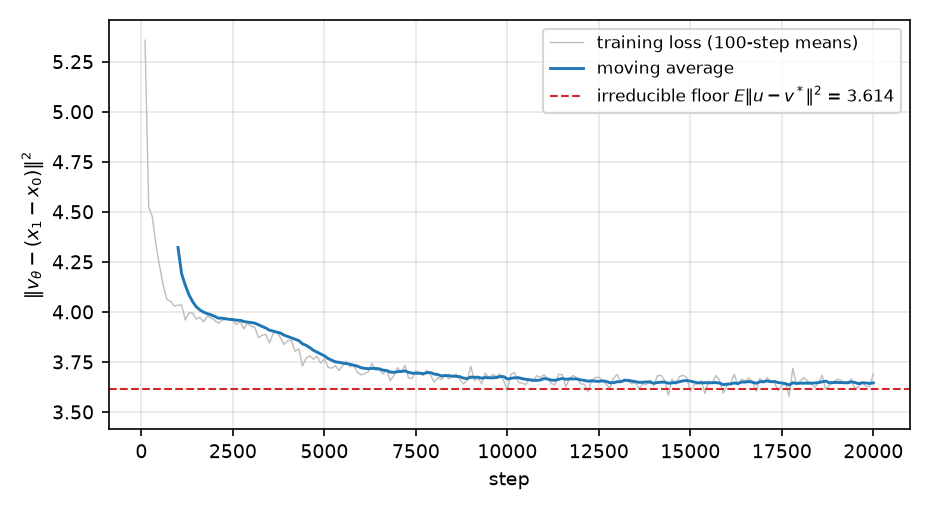 training loss (100-step means)
moving average
irreducible floor E‖u − v*‖² = 3.614
‖vθ − (x₁ − x₀)‖²
5.25
5.00
4.75
4.50
4.25
4.00
3.75
3.50
0 2500 5000 7500 10000 12500 15000 17500 20000
step